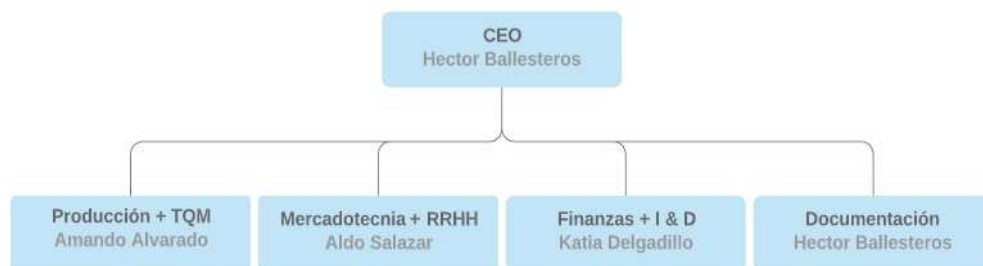 CEO
Hector Ballesteros
Producción + TQM
Amando Alvarado
Mercadotecnia + RRHH
Aldo Salazar
Finanzas + I & D
Katia Delgadillo
Documentación
Hector Ballesteros